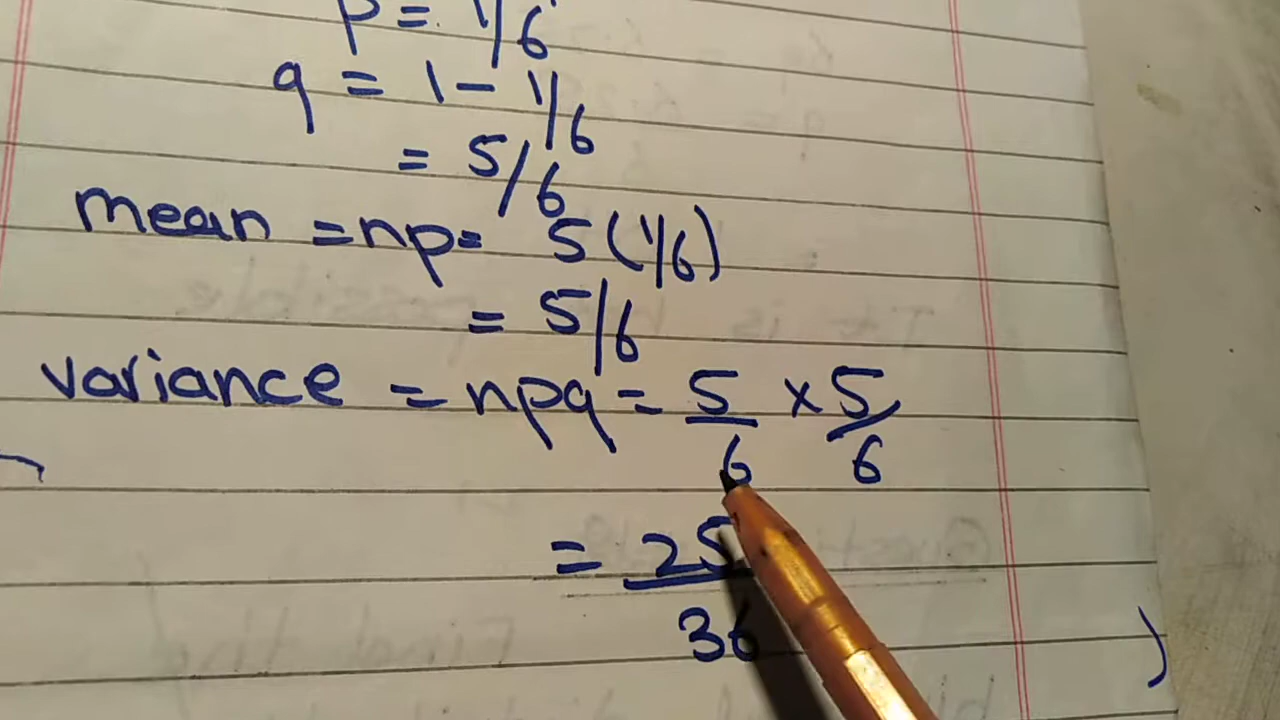 p = 1/6
q = 1 - 1/6
= 5/6
mean = np = 5 (1/6)
= 5/6
variance = npq = 5/6 × 5/6
= 25/36